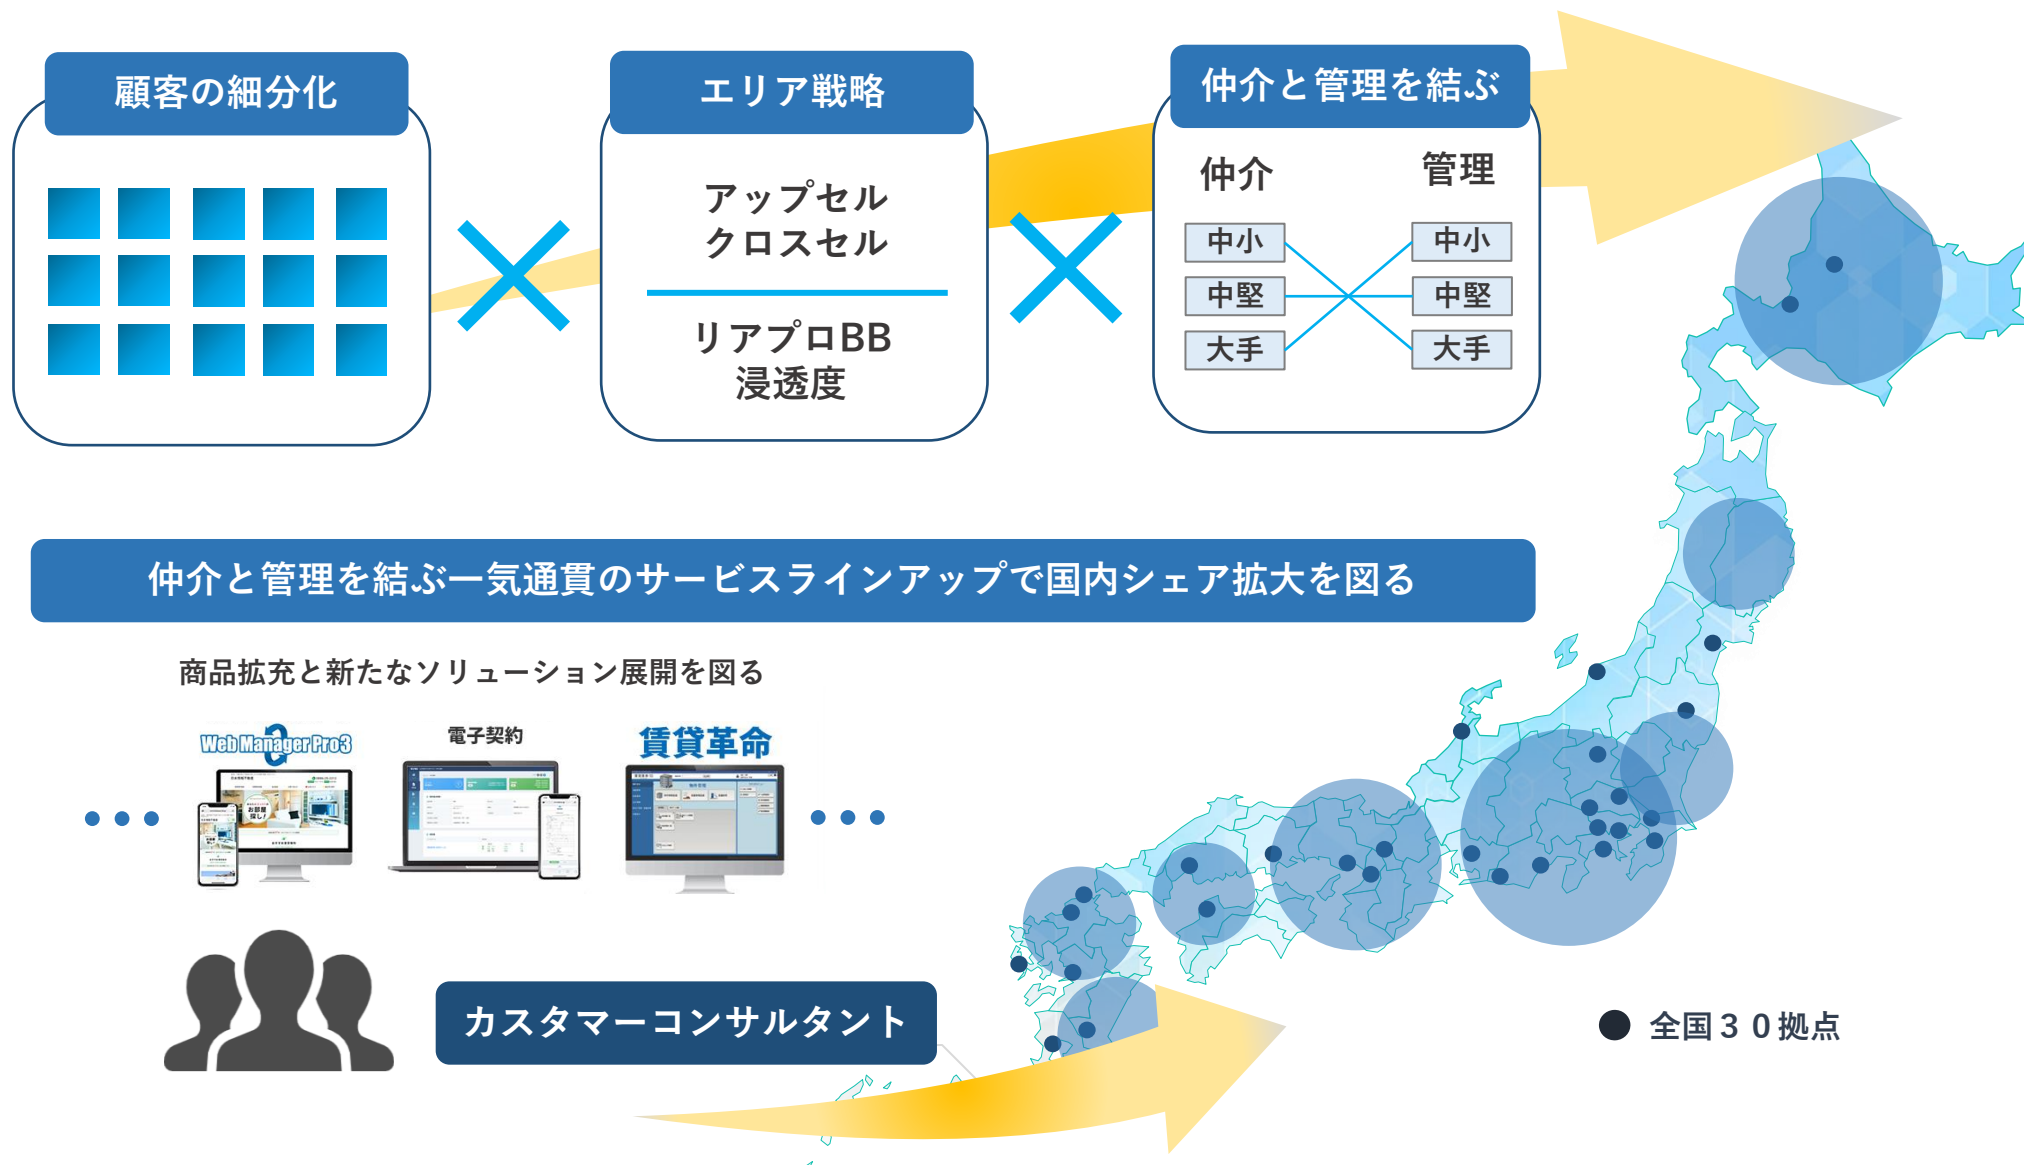 顧客の細分化
エリア戦略
アップセル
クロスセル
リアプロBB
浸透度
仲介と管理を結ぶ
仲介
管理
中小
中小
中堅
中堅
大手
大手
仲介と管理を結ぶ一気通貫のサービスラインアップで国内シェア拡大を図る
商品拡充と新たなソリューション展開を図る
Web Manager Pro3
電子契約
賃貸革命
お部屋
探し!
カスタマーコンサルタント
全国３０拠点